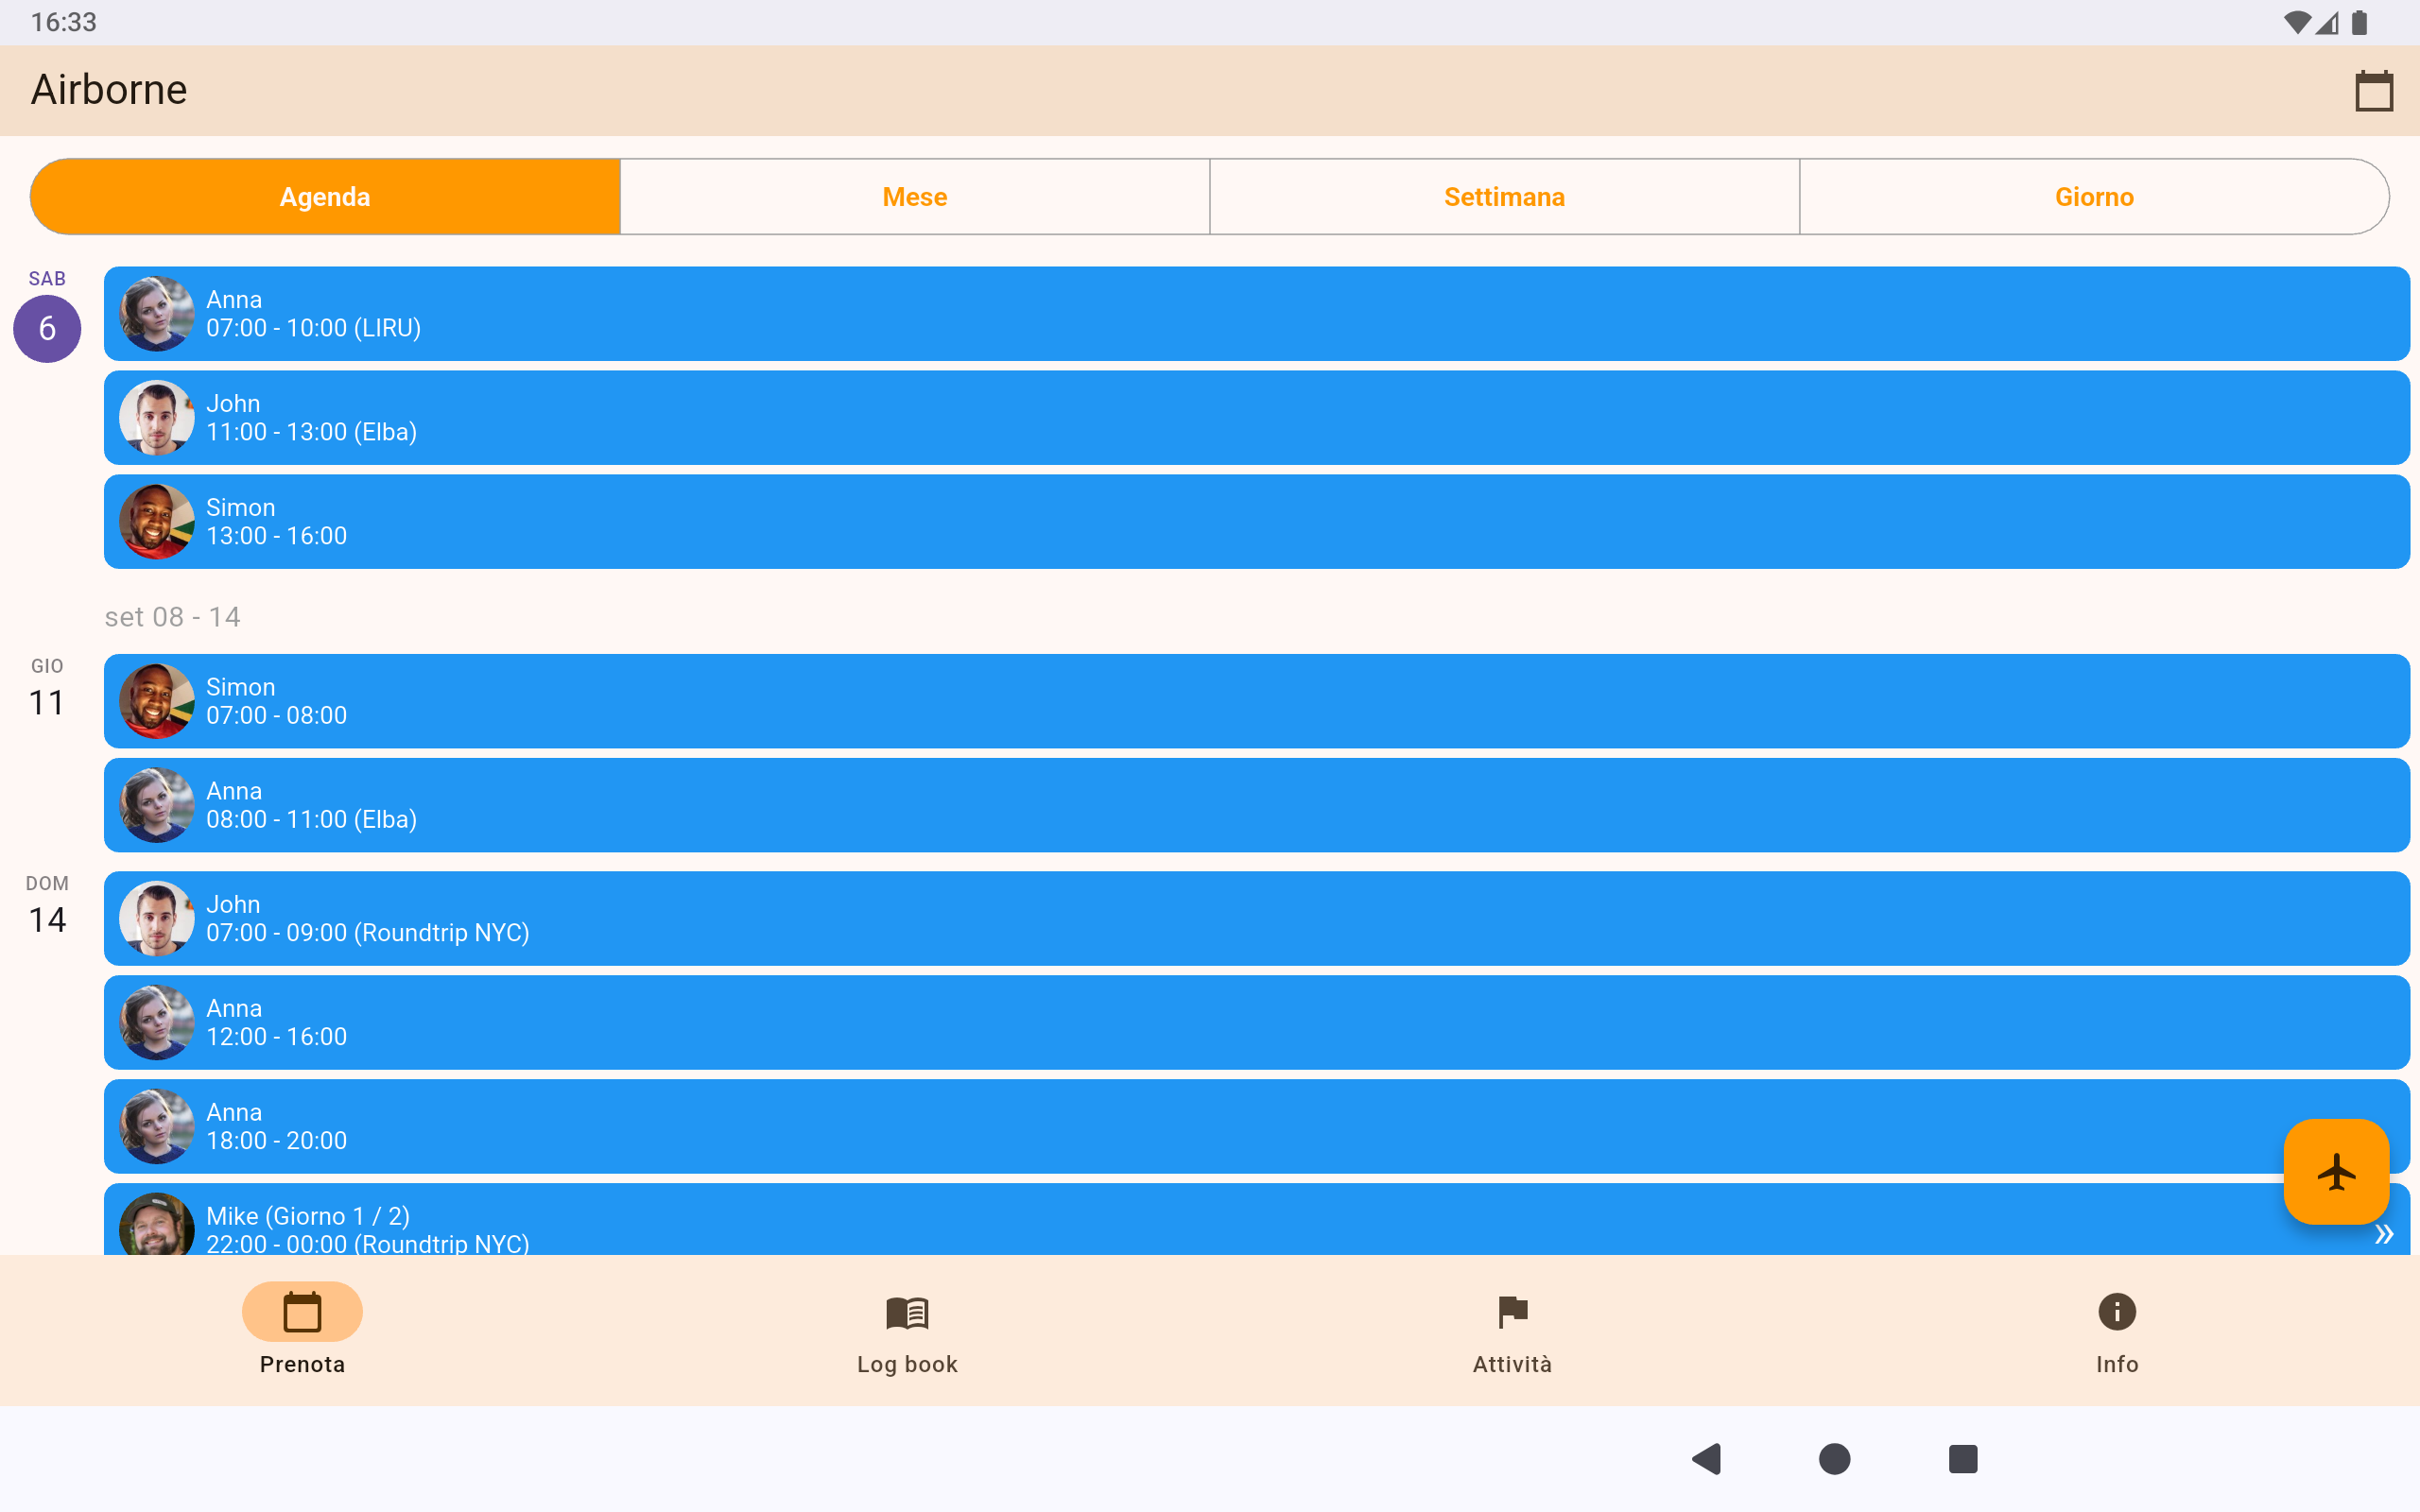 16:33
Airborne
Agenda
Mese
Settimana
Giorno
SAB
6
Anna
07:00 - 10:00 (LIRU)
John
11:00 - 13:00 (Elba)
Simon
13:00 - 16:00
set 08 - 14
GIO
11
Simon
07:00 - 08:00
Anna
08:00 - 11:00 (Elba)
DOM
14
John
07:00 - 09:00 (Roundtrip NYC)
Anna
12:00 - 16:00
Anna
18:00 - 20:00
Mike (Giorno 1 / 2)
22:00 - 00:00 (Roundtrip NYC)
Prenota
Log book
Attività
Info